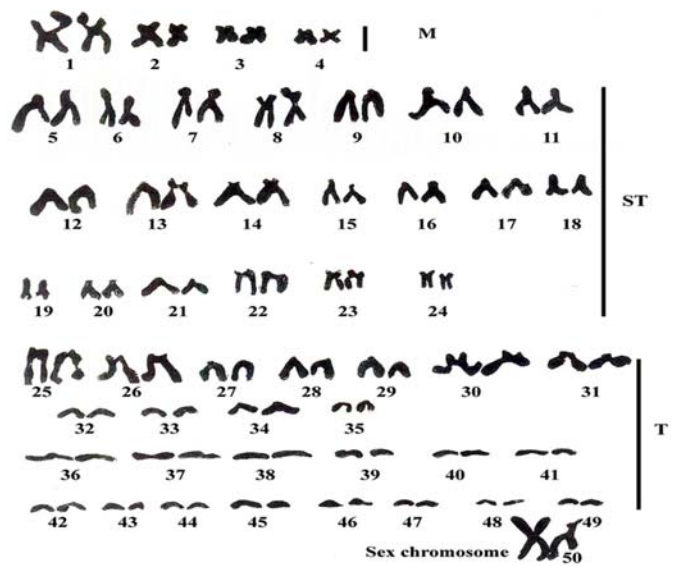 M
1 2 3 4
5 6 7 8 9 10 11
ST
12 13 14 15 16 17 18
19 20 21 22 23 24
25 26 27 28 29 30 31
32 33 34 35
T
36 37 38 39 40 41
42 43 44 45 46 47 48 49
Sex chromosome 50